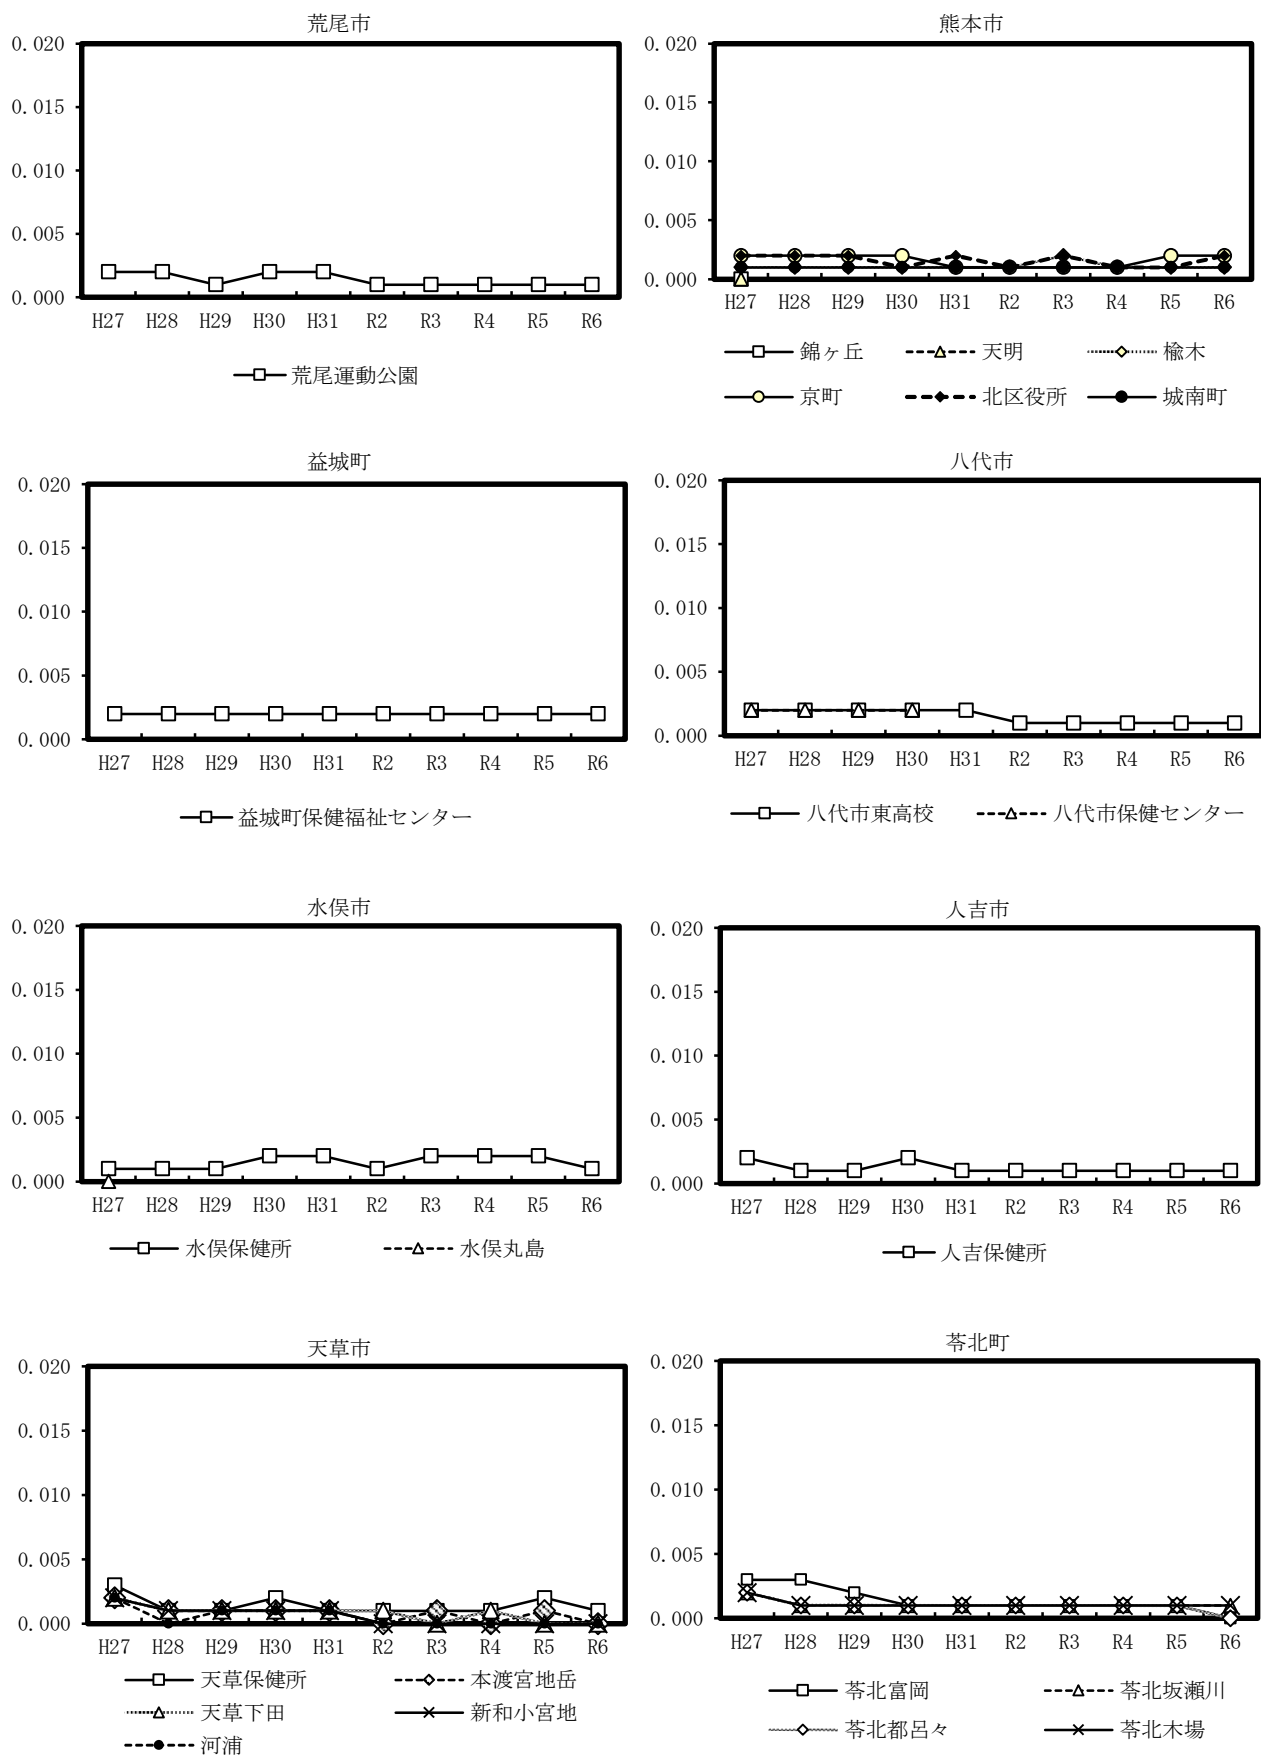 荒尾市
0.020
0.015
0.010
0.005
0.000
H27 H28 H29 H30 H31 R2 R3 R4 R5 R6
荒尾運動公園
熊本市
0.020
0.015
0.010
0.005
0.000
H27 H28 H29 H30 H31 R2 R3 R4 R5 R6
錦ヶ丘 天明 楡木
京町 北区役所 城南町
益城町
0.020
0.015
0.010
0.005
0.000
H27 H28 H29 H30 H31 R2 R3 R4 R5 R6
益城町保健福祉センター
八代市
0.020
0.015
0.010
0.005
0.000
H27 H28 H29 H30 H31 R2 R3 R4 R5 R6
八代市東高校 八代市保健センター
水俣市
0.020
0.015
0.010
0.005
0.000
H27 H28 H29 H30 H31 R2 R3 R4 R5 R6
水俣保健所 水俣丸島
人吉市
0.020
0.015
0.010
0.005
0.000
H27 H28 H29 H30 H31 R2 R3 R4 R5 R6
人吉保健所
天草市
0.020
0.015
0.010
0.005
0.000
H27 H28 H29 H30 H31 R2 R3 R4 R5 R6
天草保健所 本渡宮地岳
天草下田 新和小宮地
河浦
苓北町
0.020
0.015
0.010
0.005
0.000
H27 H28 H29 H30 H31 R2 R3 R4 R5 R6
苓北富岡 苓北坂瀬川
苓北都呂々 苓北木場